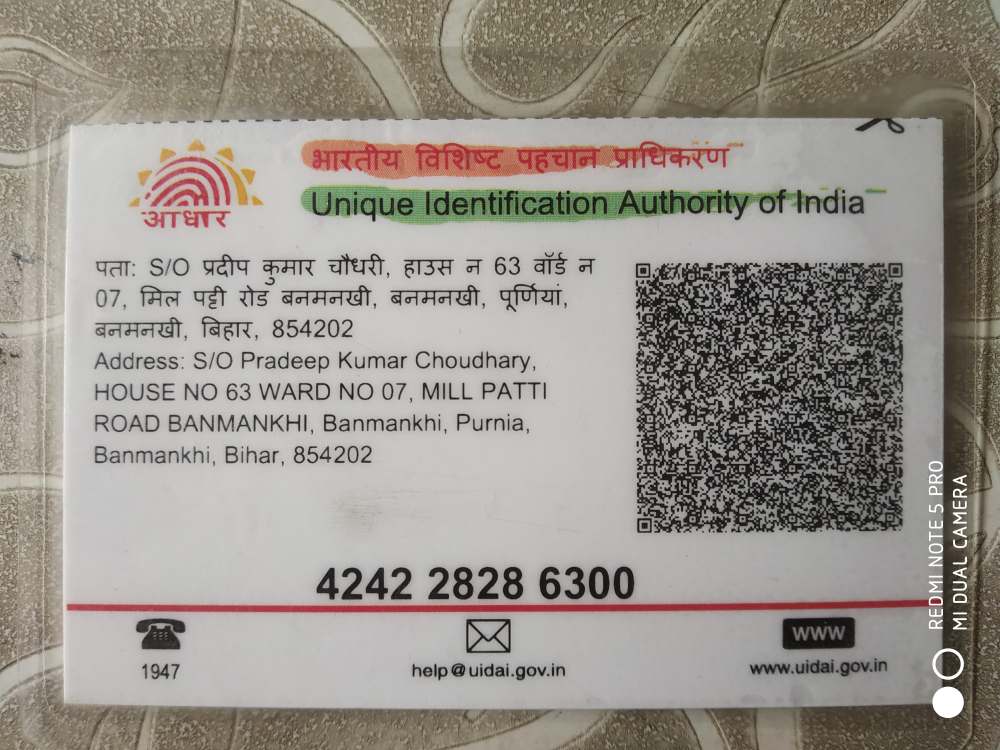 भारतीय विशिष्ट पहचान प्राधिकरण
Unique Identification Authority of India
आधार
पता: S/O प्रदीप कुमार चौधरी, हाउस न 63 वॉर्ड न
07, मिल पट्टी रोड बनमनखी, बनमनखी, पूर्णियां,
बनमनखी, बिहार, 854202
Address: S/O Pradeep Kumar Choudhary,
HOUSE NO 63 WARD NO 07, MILL PATTI
ROAD BANMANKHI, Banmankhi, Purnia,
Banmankhi, Bihar, 854202
4242 2828 6300
1947
help@uidai.gov.in
www
www.uidai.gov.in
REDMI NOTE 5 PRO
MI DUAL CAMERA